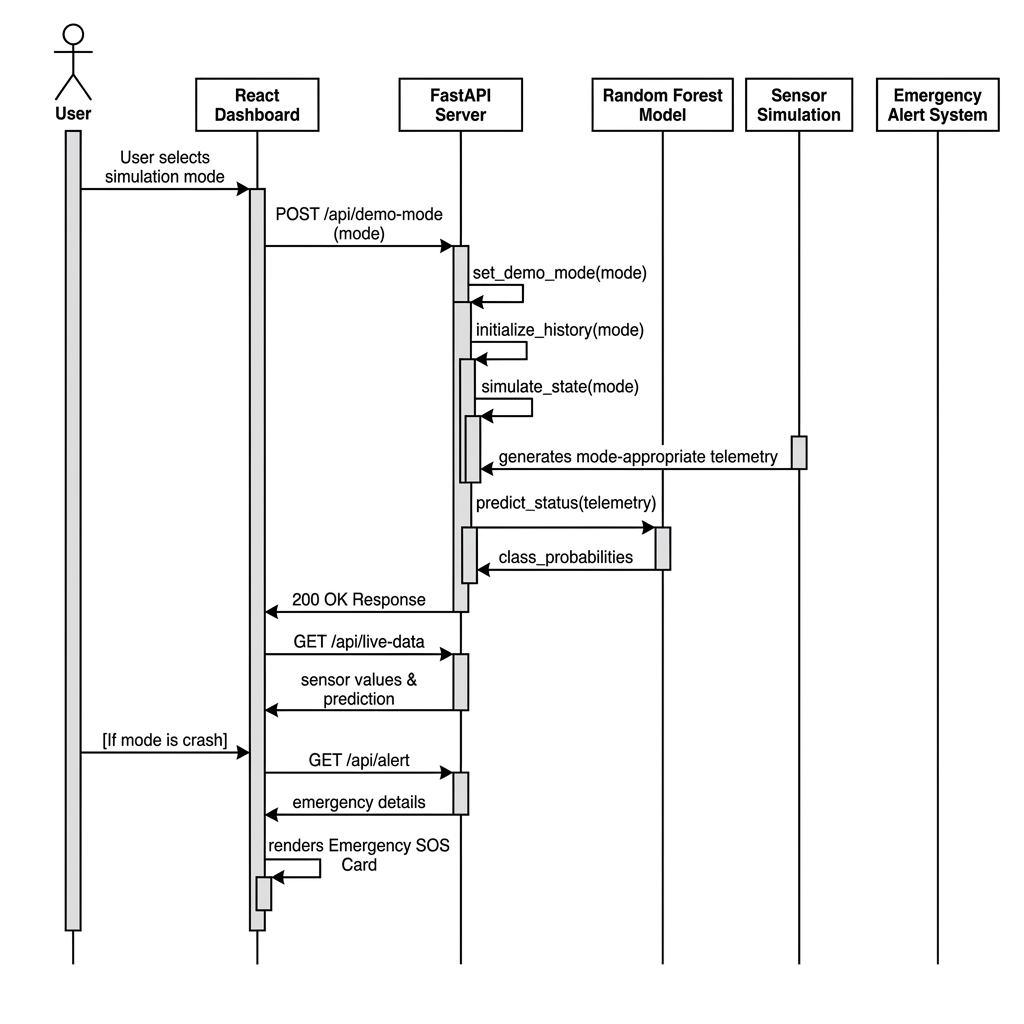 User
React
Dashboard
FastAPI
Server
Random Forest
Model
Sensor
Simulation
Emergency
Alert System
User selects
simulation mode
POST /api/demo-mode
(mode)
set_demo_mode(mode)
initialize_history(mode)
simulate_state(mode)
generates mode-appropriate telemetry
predict_status(telemetry)
class_probabilities
200 OK Response
GET /api/live-data
sensor values &
prediction
[If mode is crash]
GET /api/alert
emergency details
renders Emergency SOS
Card